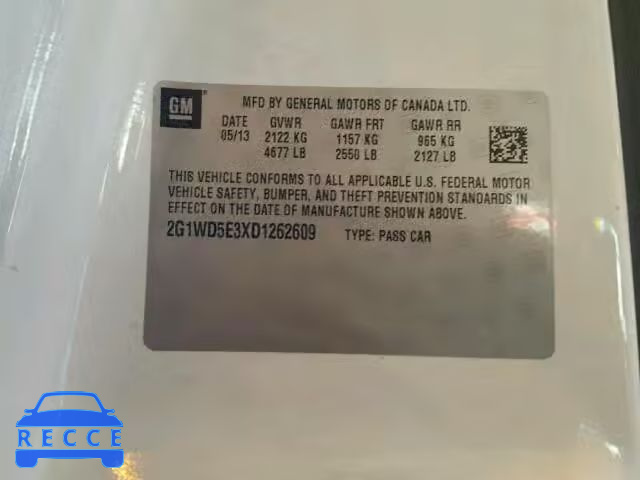 GM
MFD BY GENERAL MOTORS OF CANADA LTD.
DATE GVWR GAWR FRT GAWR RR
05/13 2122 KG 1157 KG 965 KG
4677 LB 2550 LB 2127 LB
THIS VEHICLE CONFORMS TO ALL APPLICABLE U.S. FEDERAL MOTOR
VEHICLE SAFETY, BUMPER, AND THEFT PREVENTION STANDARDS IN
EFFECT ON THE DATE OF MANUFACTURE SHOWN ABOVE.
2G1WD5E3XD1262609 TYPE: PASS CAR
RECCE